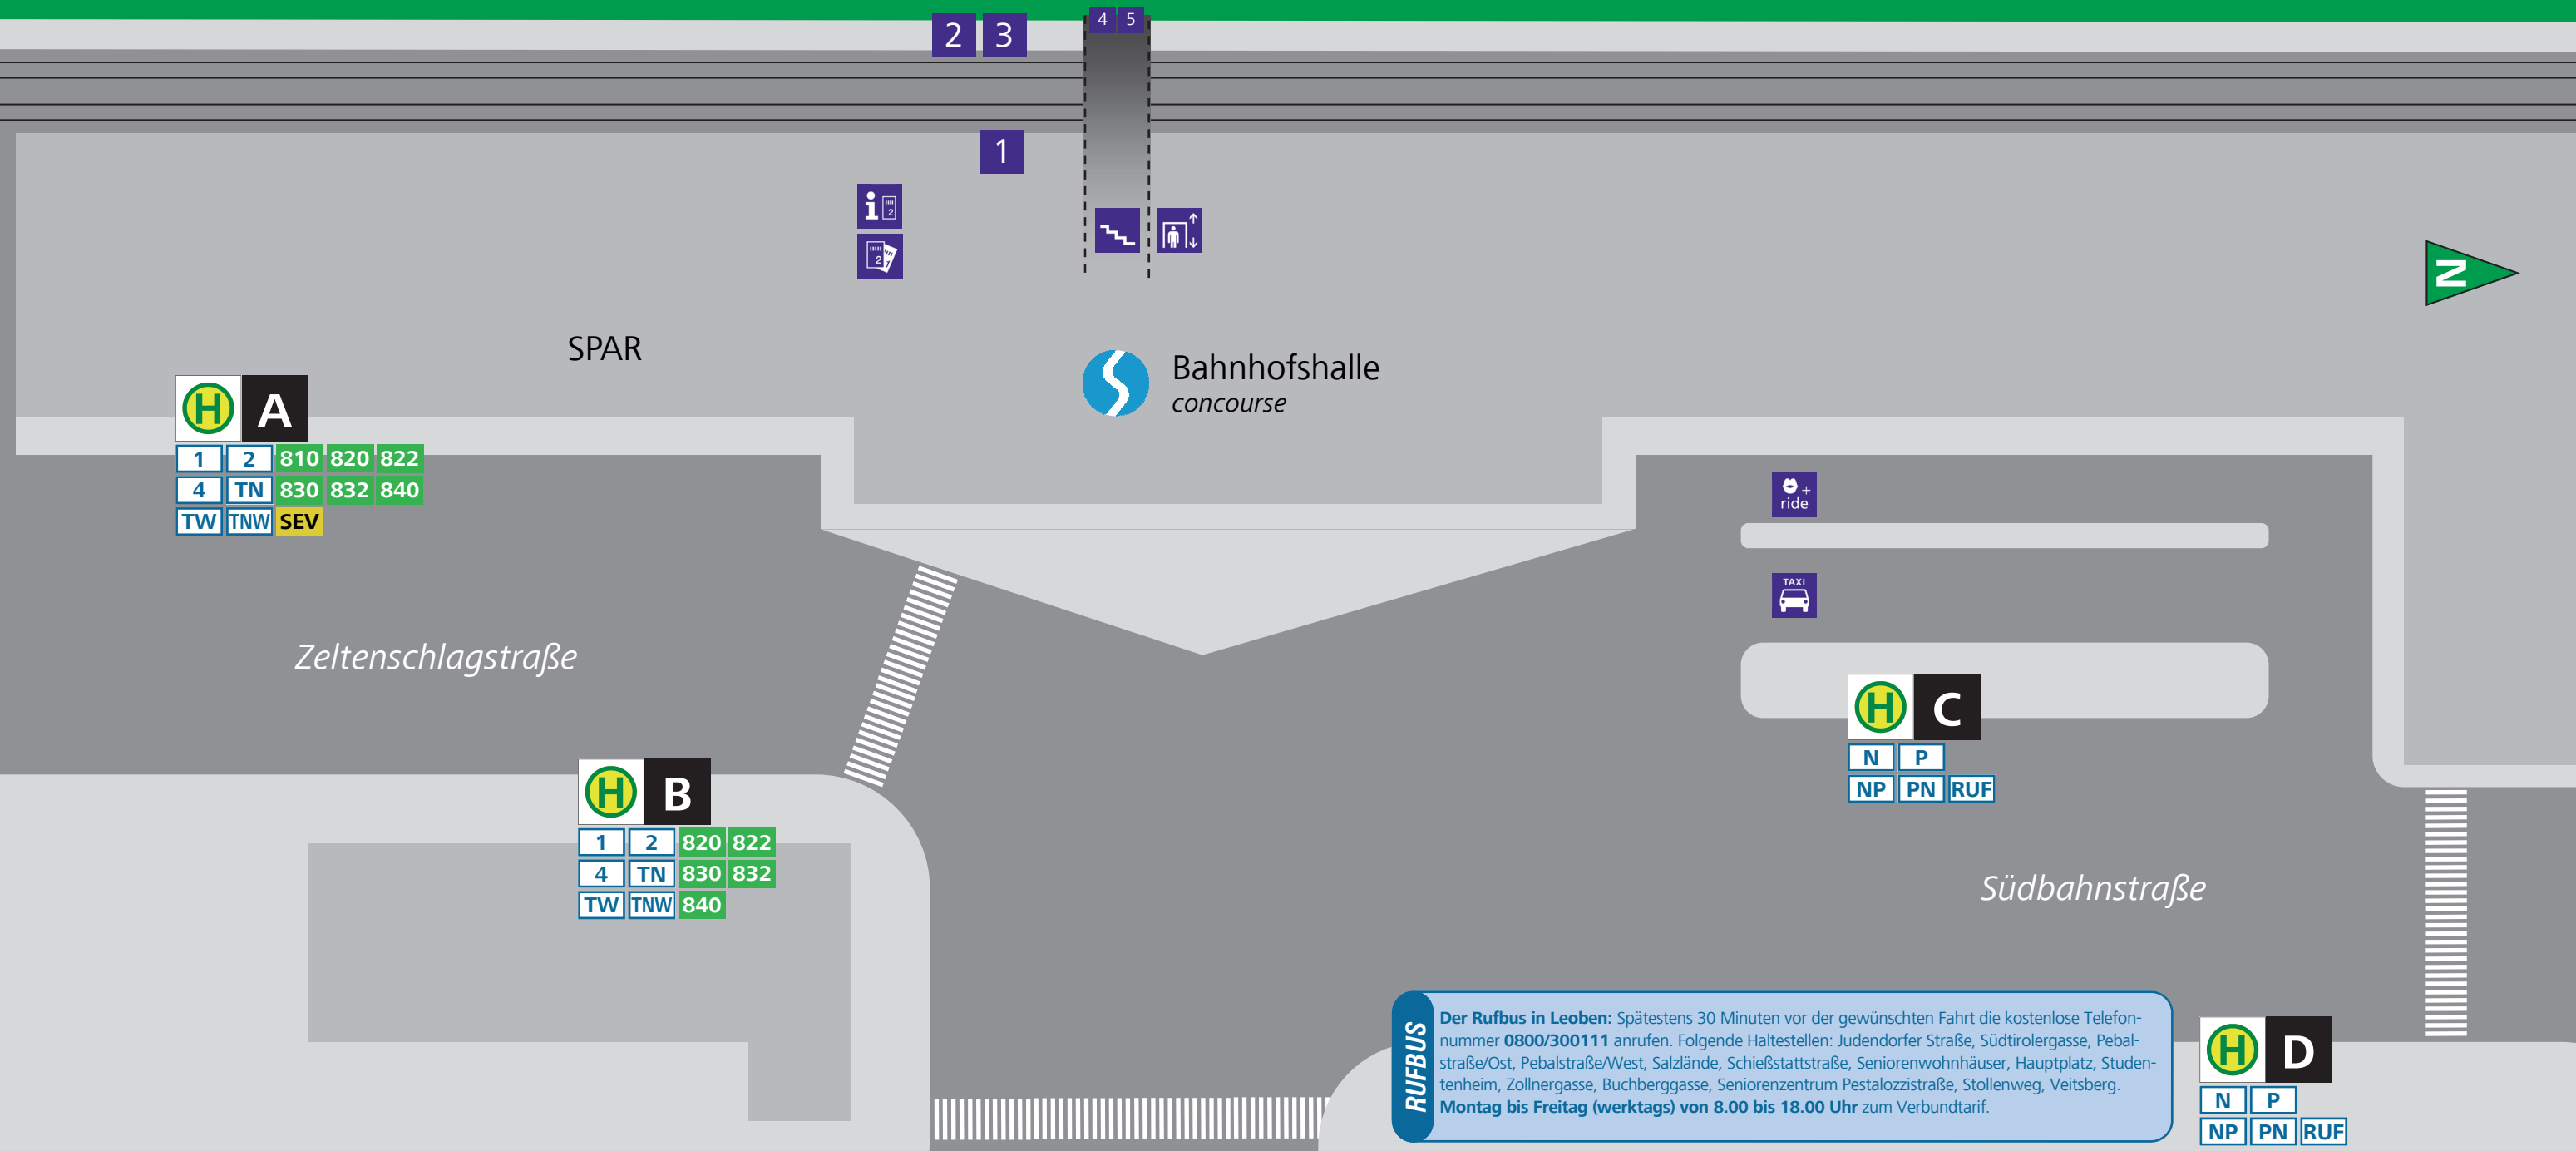 4 5
2 3
1
i 2
2 1
SPAR
Bahnhofshalle
concourse
N
H A
1 2 810 820 822
4 TN 830 832 840
TW TNW SEV
+
ride
TAXI
Zeltenschlagstraße
H B
1 2 820 822
4 TN 830 832
TW TNW 840
H C
N P
NP PN RUF
Südbahnstraße
RUFBUS
Der Rufbus in Leoben: Spätestens 30 Minuten vor der gewünschten Fahrt die kostenlose Telefon-
nummer 0800/300111 anrufen. Folgende Haltestellen: Judendorfer Straße, Südtirolergasse, Pebal-
straße/Ost, Pebalstraße/West, Salzlände, Schießstattstraße, Seniorenwohnhäuser, Hauptplatz, Studen-
tenheim, Zollnergasse, Buchberggasse, Seniorenzentrum Pestalozzistraße, Stollenweg, Veitsberg.
Montag bis Freitag (werktags) von 8.00 bis 18.00 Uhr zum Verbundtarif.
H D
N P
NP PN RUF